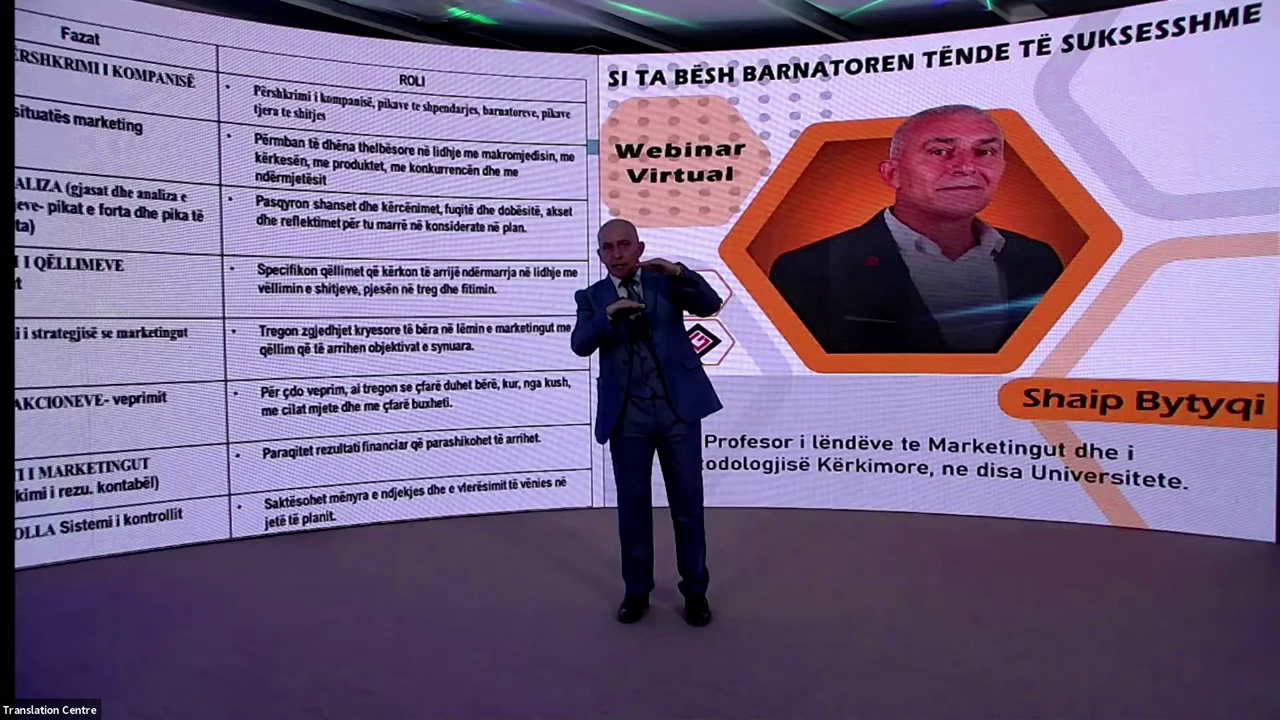 Fazat
ËRSHKRIMI I KOMPANISË
situatës marketing
ALIZA (gjasat dhe analiza e
eve- pikat e forta dhe pika të
ta)
I I QËLLIMEVE
t
i i strategjisë se marketingut
AKCIONEVE- veprimit
TI I MARKETINGUT
kimi i rezu. kontabël)
OLLA Sistemi i kontrollit
ROLI
• Përshkrimi i kompanisë, pikave te shpendarjes, barnatoreve, pikave
tjera te shitjes
• Përmban të dhëna thelbësore në lidhje me makromjedisin, me
kërkesën, me produktet, me konkurrencën dhe me
ndërmjetësit
• Pasqyron shanset dhe kërcënimet, fuqitë dhe dobësitë, akset
dhe reflektimet për tu marrë në konsiderate në plan.
• Specifikon qëllimet që kërkon të arrijë ndërmarrja në lidhje me
vëllimin e shitjeve, pjesën në treg dhe fitimin.
• Tregon zgjedhjet kryesore të bëra në lëmin e marketingut me
qëllim që të arrihen objektivat e synuara.
• Për çdo veprim, ai tregon se çfarë duhet bërë, kur, nga kush,
me cilat mjete dhe me çfarë buxheti.
• Paraqitet rezultati financiar që parashikohet të arrihet.
• Saktësohet mënyra e ndjekjes dhe e vlerësimit të vënies në
jetë të planit.
SI TA BËSH BARNATOREN TËNDE TË SUKSESSHME
Webinar
Virtual
Shaip Bytyqi
Profesor i lëndëve te Marketingut dhe i
todologjisë Kërkimore, ne disa Universitete.
Translation Centre